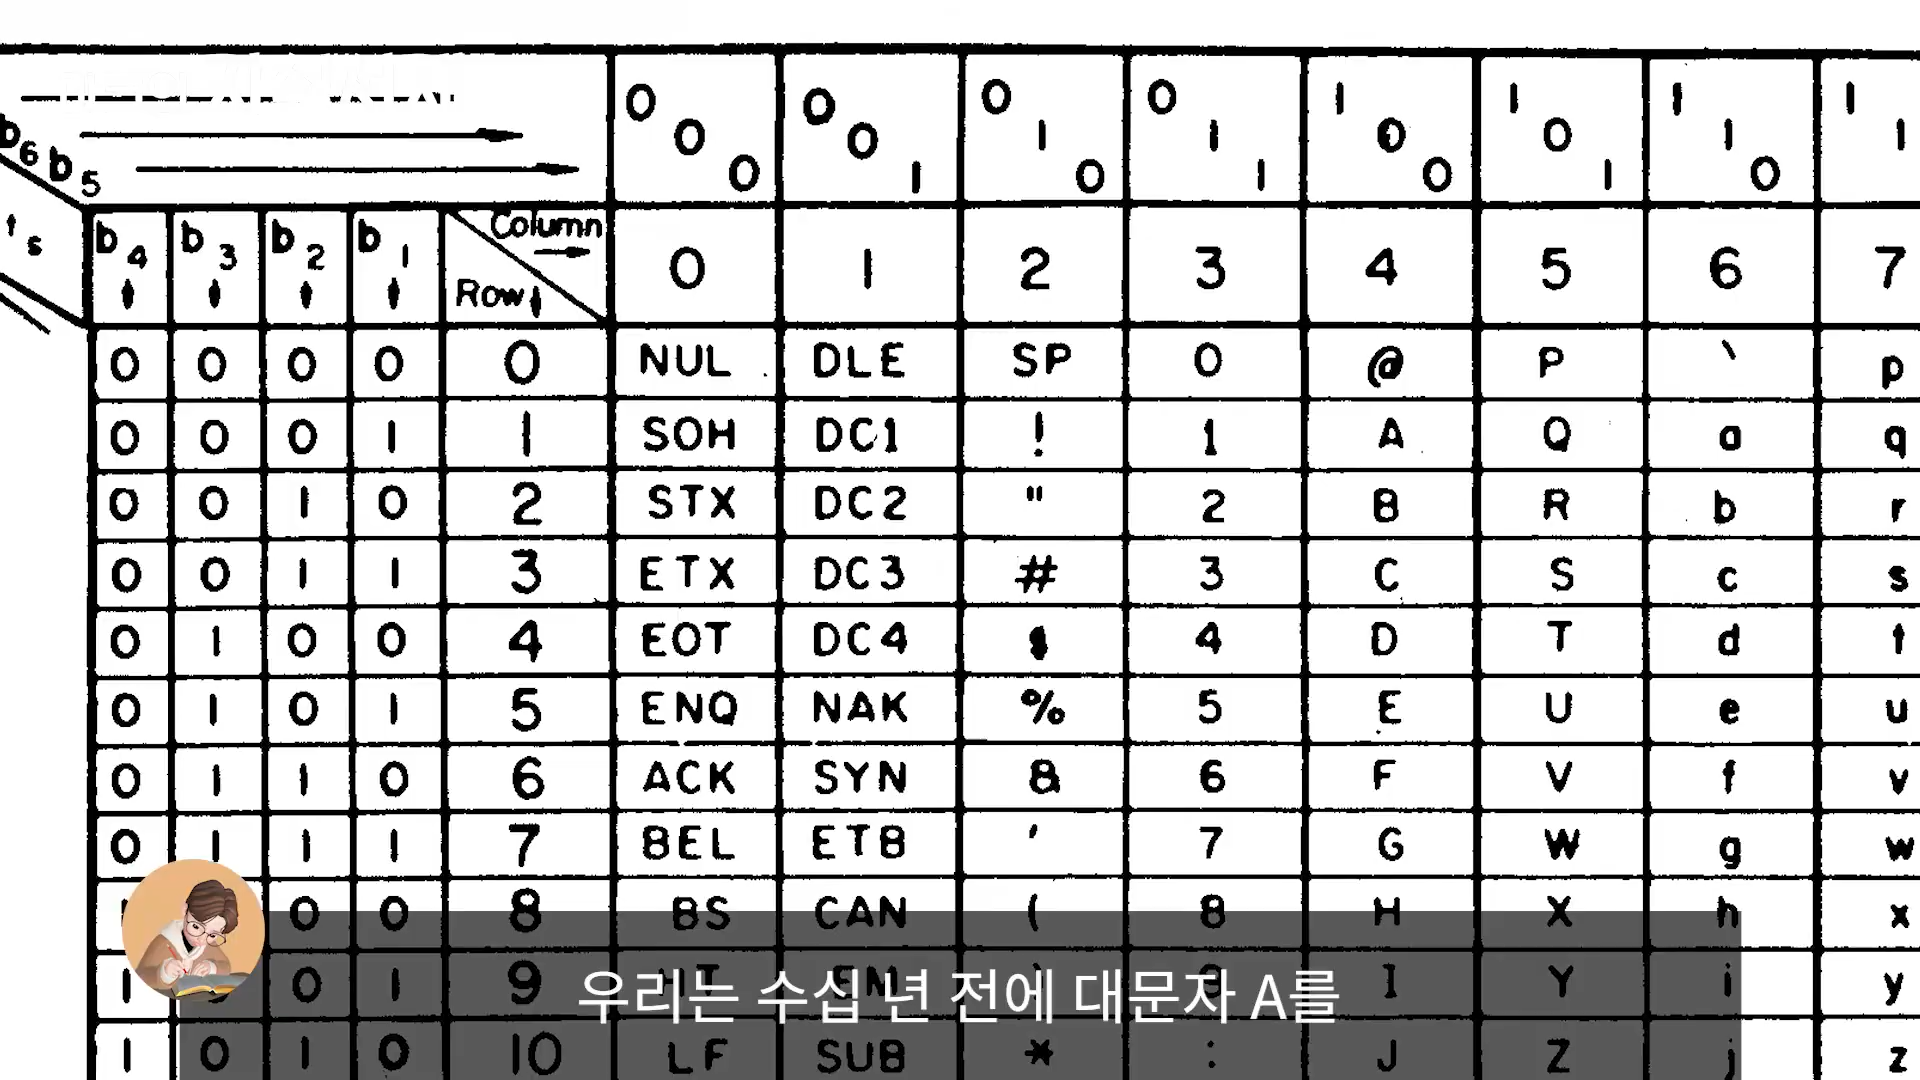 0 0 0 0 1 1 1 1
b6 0 0 1 1 0 0 1 1
b5 0 1 0 1 0 1 0
ts b4 b3 b2 b1 Column
Row 0 1 2 3 4 5 6 7
0 0 0 0 0 NUL DLE SP 0 @ P ` p
0 0 0 1 1 SOH DC1 ! 1 A Q a q
0 0 1 0 2 STX DC2 " 2 B R b r
0 0 1 1 3 ETX DC3 # 3 C S c s
0 1 0 0 4 EOT DC4 $ 4 D T d t
0 1 0 1 5 ENQ NAK % 5 E U e u
0 1 1 0 6 ACK SYN & 6 F V f v
0 1 1 1 7 BEL ETB ' 7 G W g w
0 0 8 BS CAN ( 8 H X h x
1 0 1 9 HT EM ) 9 I Y i y
우리는 수십 년 전에 대문자 A를
1 0 1 0 10 LF SUB * : J Z j z